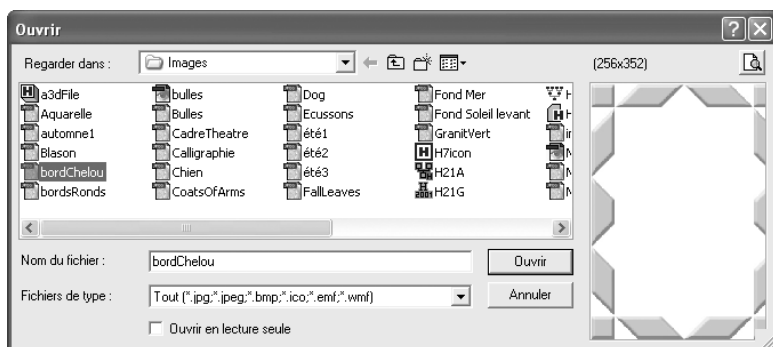 Ouvrir
Regarder dans : Images (256x352)
a3dFile bulles Dog Fond Mer H
Aquarelle Bulles Ecussons Fond Soleil levant H
automne1 CadreTheatre été1 GranitVert in
Blason Calligraphie été2 H7icon M
bordChelou Chien été3 H21A M
bordsRonds CoatsOfArms FallLeaves H21G M
Nom du fichier : bordChelou Ouvrir
Fichiers de type : Tout (*.jpg;*.jpeg;*.bmp;*.ico;*.emf;*.wmf) Annuler
Ouvrir en lecture seule